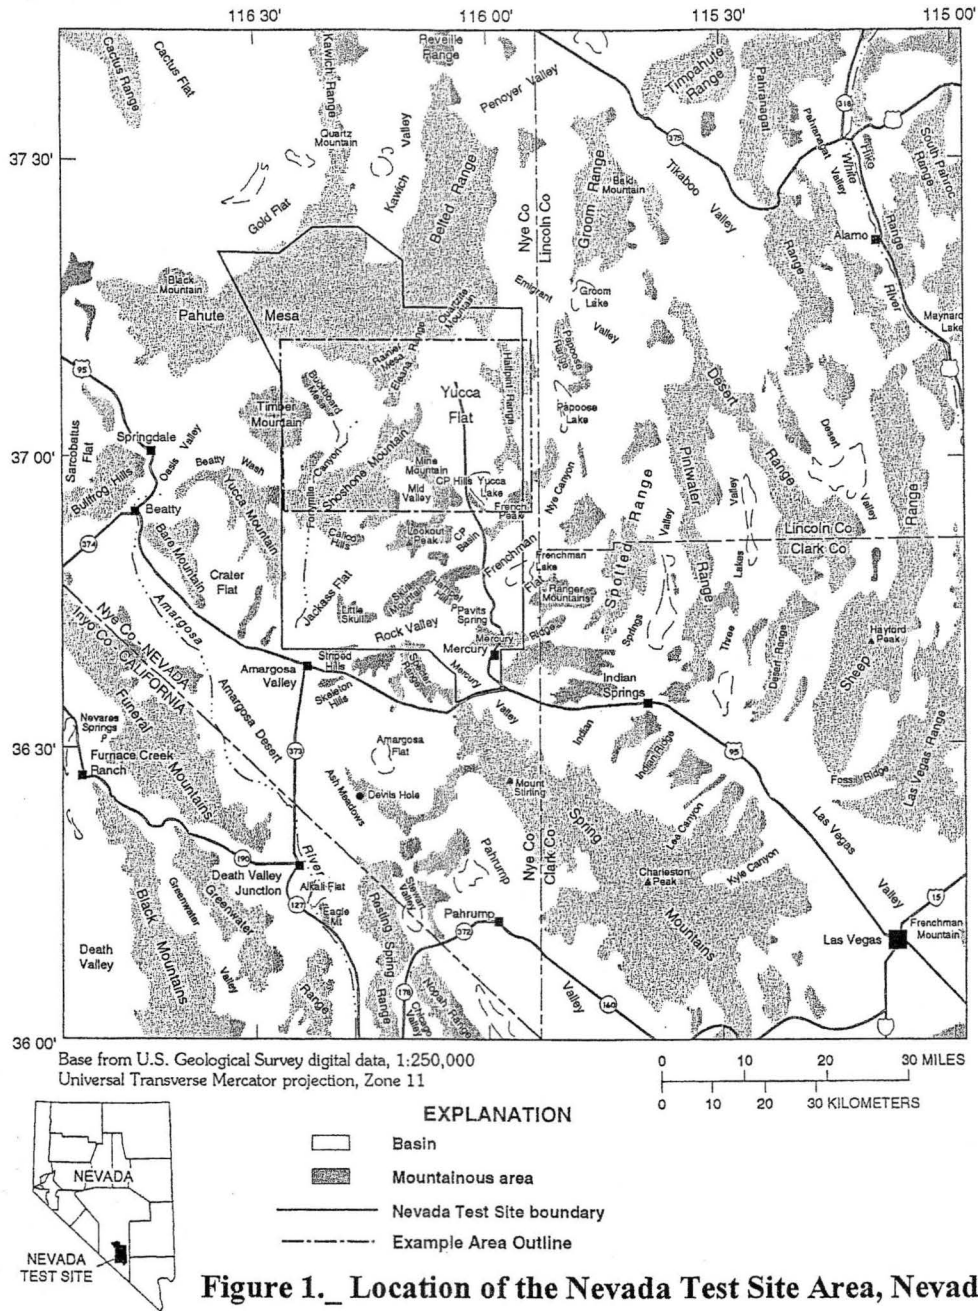 116 30'
116 00'
115 30'
115 00'
37 30'
37 00'
36 30'
36 00'
Cactus Range
Cactus Flat
Kawich Range
Reveille
Range
Quartz
Mountain
Kawich
Valley
Penoyer Valley
Belted Range
Gold Flat
Timpahute
Range
Pahranagat
318
375
Pahranagat
Valley
White
Tikaboo
Valley
Groom Range
Bald
Mountain
Nye Co
Lincoln Co
Alamo
Range
Range
River
Black
Mountain
Pahute Mesa
Quartzite
Mountain
Emigrant
Valley
Groom
Lake
Maynard
Lake
95
Rainier
Mesa
Eleana Range
Halfpint Range
Papoose
Range
Papoose
Lake
Yucca
Flat
Buckboard
Mesa
Timber
Mountain
Desert
Range
Desert
Valley
Sarcobatus
Flat
Springdale
Oasis Valley
Bullfrog Hills
Beatty
Beatty Wash
Yucca Mountain
Fortymile
Canyon
Shoshone Mountain
Mine
Mountain
Mid
Valley
CP Hills
Yucca
Lake
French
Peak
Nye Canyon
Pintwater
Range
Spotted Range
Lincoln Co
Clark Co
Range
374
Bare Mountain
Crater
Flat
Calico
Hills
Lookout
Peak
CP
Basin
Frenchman
Flat
Frenchman
Lake
Ranger
Mountains
Jackass Flat
Little
Skull
Pavits
Spring
Rock Valley
Mercury
Mercury
Ridge
Three
Lakes
Valley
Desert Range
Hayford
Peak
Sheep
Nye Co - NEVADA
Inyo Co - CALIFORNIA
Amargosa
Amargosa
Valley
Striped
Hills
Skeleton
Hills
Specter
Range
Mercury
Valley
Indian
Springs
Indian
Springs
Valley
Indian Ridge
95
Funeral
Mountains
Nevares
Springs
Furnace Creek
Ranch
Amargosa Desert
373
Amargosa
Flat
Ash Meadows
Devils Hole
Mount
Stirling
Spring
Mountains
Lee Canyon
Kyle Canyon
Fossil Ridge
Las Vegas Range
Las Vegas
Valley
190
Death Valley
Junction
127
River
Alkali Flat
Eagle
Mt
Nye Co
Clark Co
Pahrump
Valley
Charleston
Peak
Stewart
Valley
Pahrump
372
160
178
Resting Spring
Range
Nopah Range
Chicago
Valley
Black
Mountains
Greenwater
Valley
Greenwater
Range
Death
Valley
Las Vegas
15
Frenchman
Mountain
Base from U.S. Geological Survey digital data, 1:250,000
Universal Transverse Mercator projection, Zone 11
0 10 20 30 MILES
0 10 20 30 KILOMETERS
EXPLANATION
Basin
Mountainous area
Nevada Test Site boundary
Example Area Outline
NEVADA
NEVADA
TEST SITE
Figure 1._ Location of the Nevada Test Site Area, Nevad